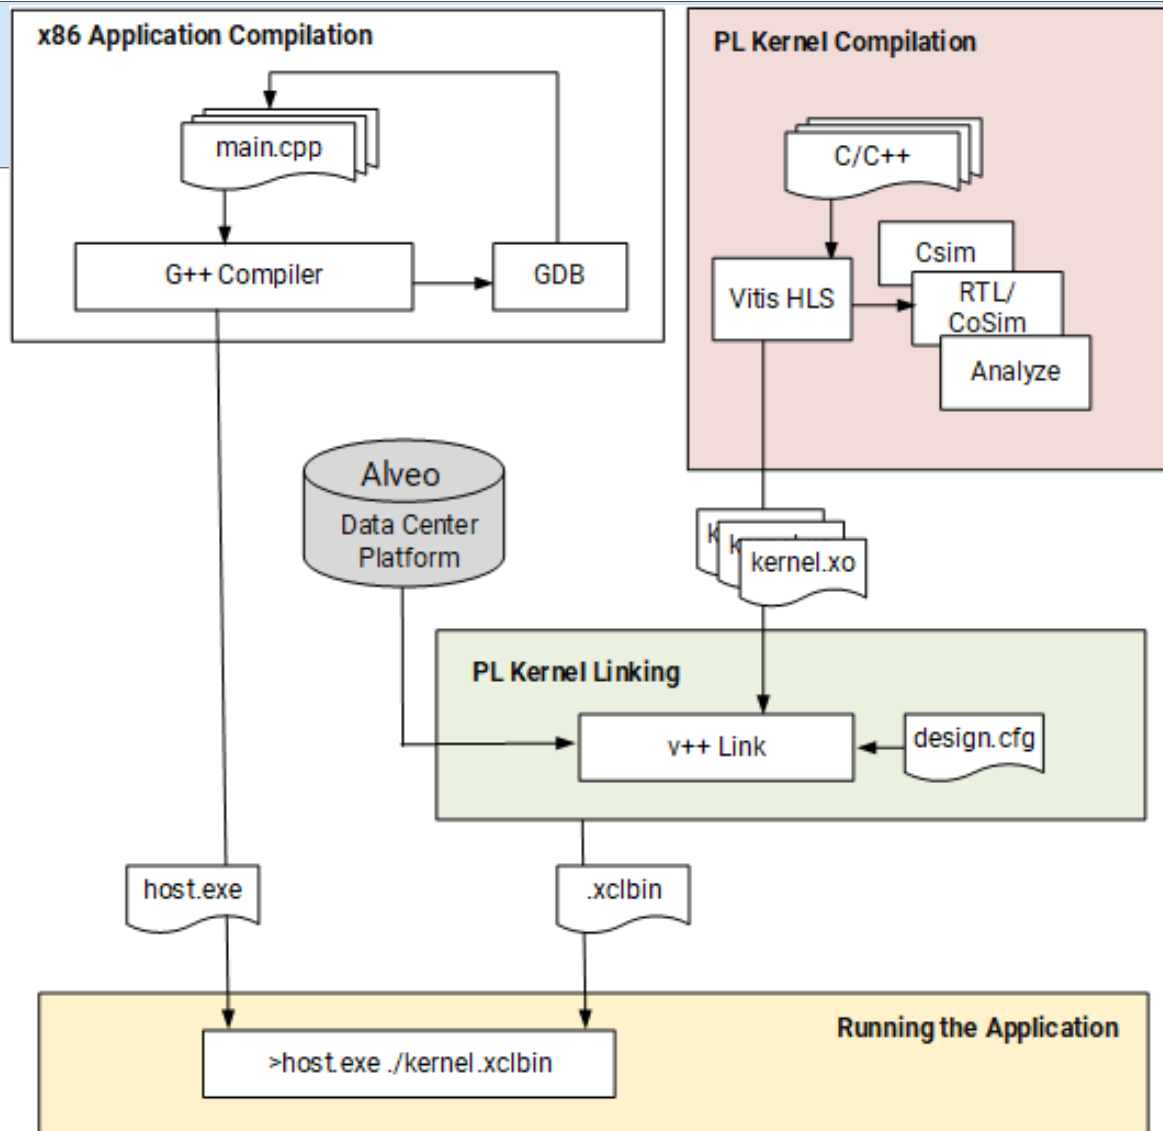 x86 Application Compilation
main.cpp
G++ Compiler
GDB
PL Kernel Compilation
C/C++
Vitis HLS
Csim
RTL/
CoSim
Analyze
Alveo
Data Center
Platform
kernel.xo
PL Kernel Linking
v++ Link
design.cfg
host.exe
.xclbin
Running the Application
>host.exe ./kernel.xclbin